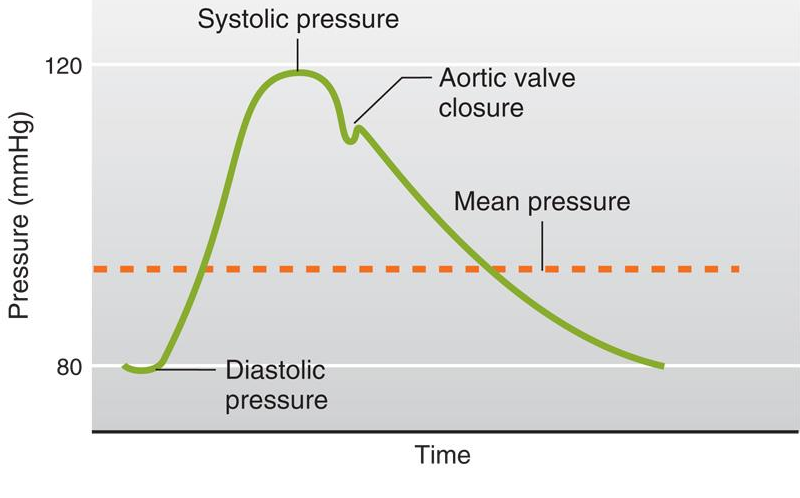 Systolic pressure
120
Aortic valve
closure
Pressure (mmHg)
Mean pressure
80
Diastolic
pressure
Time